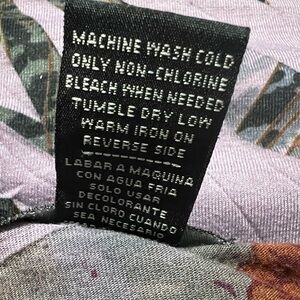 MACHINE WASH COLD
ONLY NON-CHLORINE
BLEACH WHEN NEEDED
TUMBLE DRY LOW
WARM IRON ON
REVERSE SIDE
LABAR A MAQUINA
CON AGUA FRIA
SOLO USAR
DECOLORANTE
SIN CLORO CUANDO
SEA NECESARIO